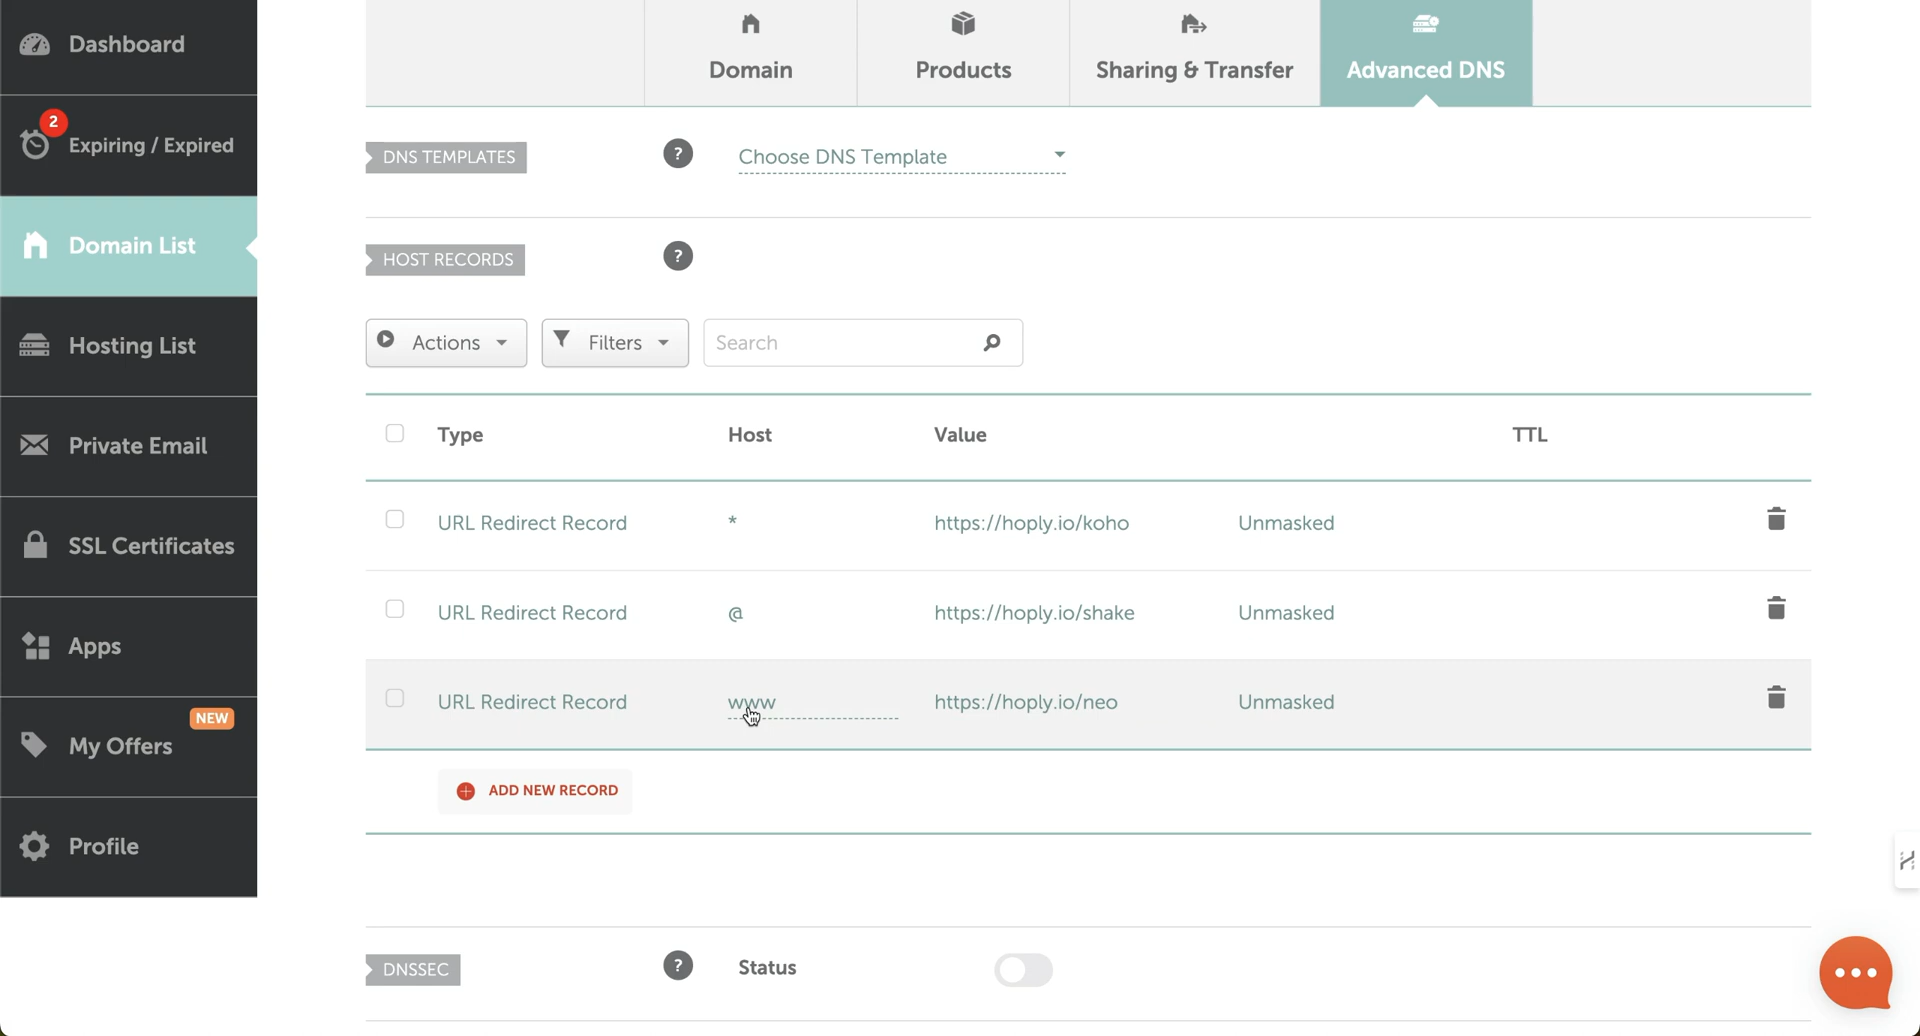 Dashboard
2
Expiring / Expired
Domain List
Hosting List
Private Email
SSL Certificates
Apps
NEW
My Offers
Profile
Domain
Products
Sharing & Transfer
Advanced DNS
DNS TEMPLATES
?
Choose DNS Template
HOST RECORDS
?
Actions
Filters
Search
Type Host Value TTL
URL Redirect Record * https://hoply.io/koho Unmasked
URL Redirect Record @ https://hoply.io/shake Unmasked
URL Redirect Record www https://hoply.io/neo Unmasked
ADD NEW RECORD
DNSSEC
?
Status